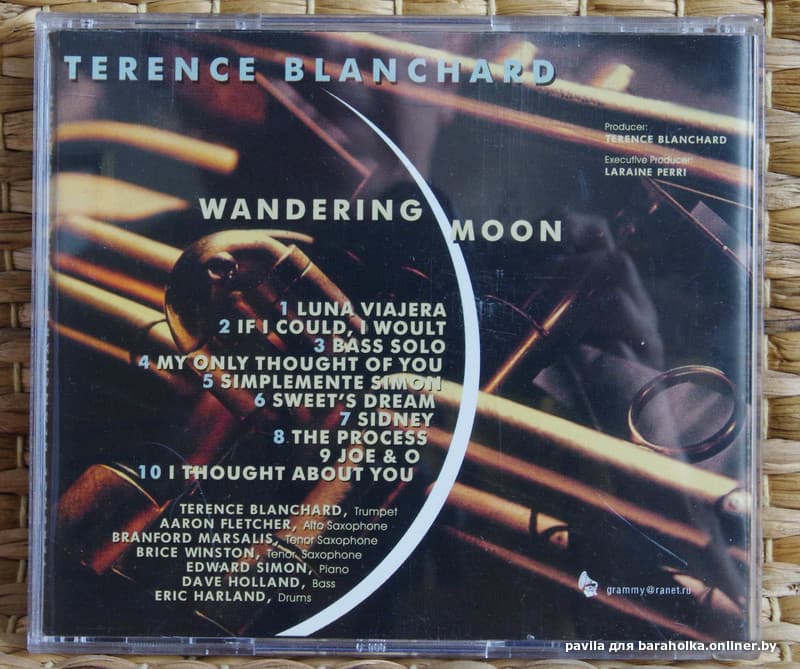 TERENCE BLANCHARD
Producer:
TERENCE BLANCHARD
Executive Producer:
LARAINE PERRI
WANDERING
MOON
1 LUNA VIAJERA
2 IF I COULD, I WOULT
3 BASS SOLO
4 MY ONLY THOUGHT OF YOU
5 SIMPLEMENTE SIMON
6 SWEET'S DREAM
7 SIDNEY
8 THE PROCESS
9 JOE & O
10 I THOUGHT ABOUT YOU
TERENCE BLANCHARD, Trumpet
AARON FLETCHER, Alto Saxophone
BRANFORD MARSALIS, Tenor Saxophone
BRICE WINSTON, Tenor Saxophone
EDWARD SIMON, Piano
DAVE HOLLAND, Bass
ERIC HARLAND, Drums
grammy@ranet.ru
pavila для baraholka.onliner.by